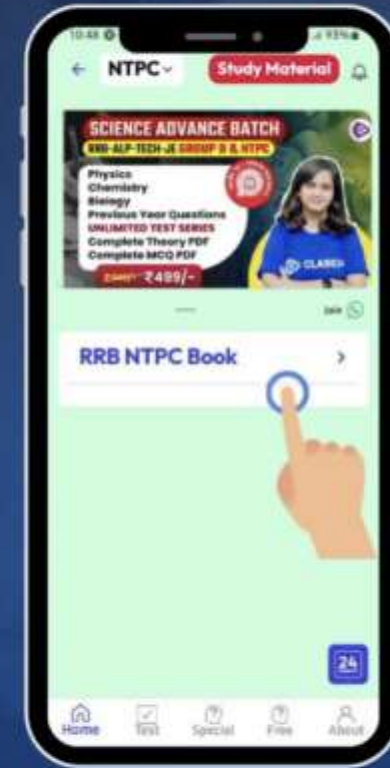 10:48
93%
NTPC
Study Material
SCIENCE ADVANCE BATCH
RRB-ALP-TECH-JE GROUP D & NTPC
Physics
Chemistry
Biology
Previous Year Questions
UNLIMITED TEST SERIES
Complete Theory PDF
Complete MCQ PDF
₹499/-
Join
RRB NTPC Book
24
Home Test Special Free About